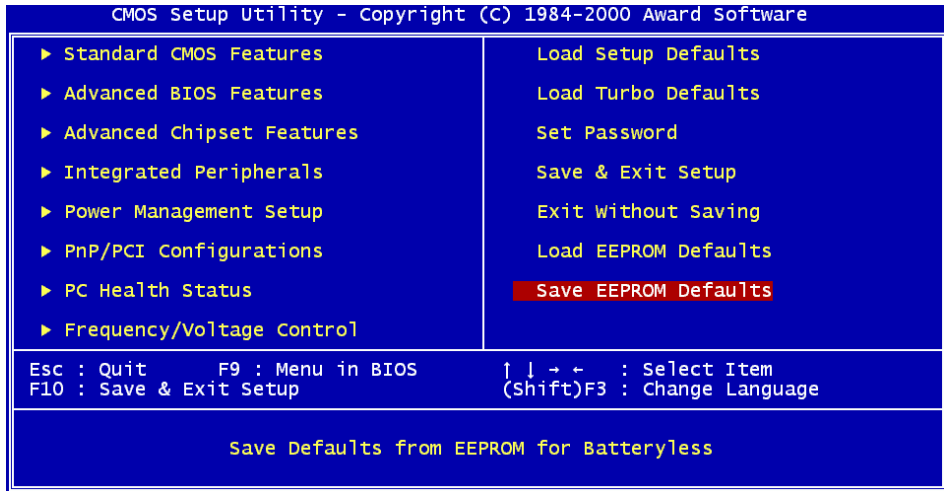 CMOS Setup Utility - Copyright (C) 1984-2000 Award Software
▶ Standard CMOS Features
▶ Advanced BIOS Features
▶ Advanced Chipset Features
▶ Integrated Peripherals
▶ Power Management Setup
▶ PnP/PCI Configurations
▶ PC Health Status
▶ Frequency/Voltage Control
Load Setup Defaults
Load Turbo Defaults
Set Password
Save & Exit Setup
Exit Without Saving
Load EEPROM Defaults
Save EEPROM Defaults
Esc : Quit F9 : Menu in BIOS ↑ ↓ → ← : Select Item
F10 : Save & Exit Setup (Shift)F3 : Change Language
Save Defaults from EEPROM for Batteryless